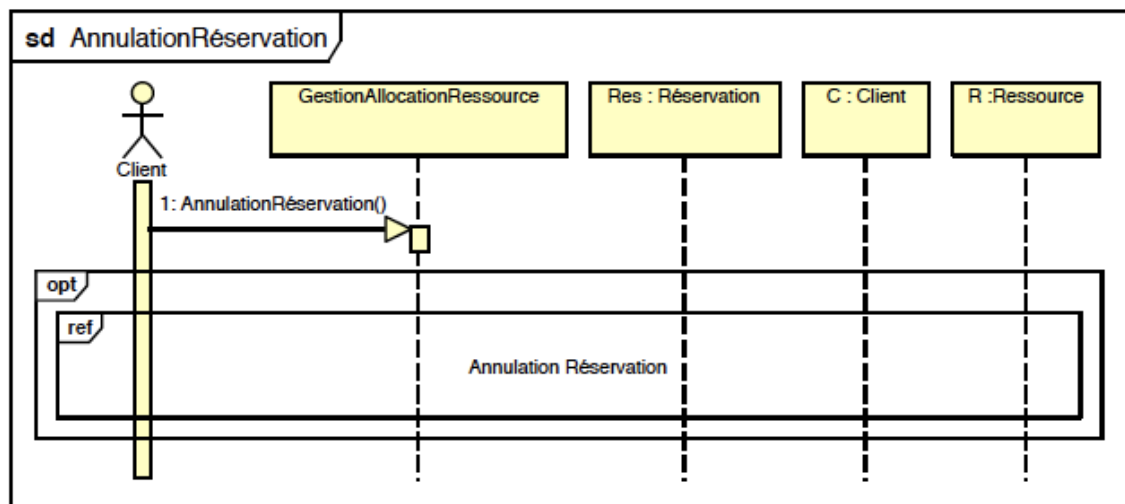 sd AnnulationRéservation
GestionAllocationRessource
Res : Réservation
C : Client
R :Ressource
Client
1: AnnulationRéservation()
opt
ref
Annulation Réservation